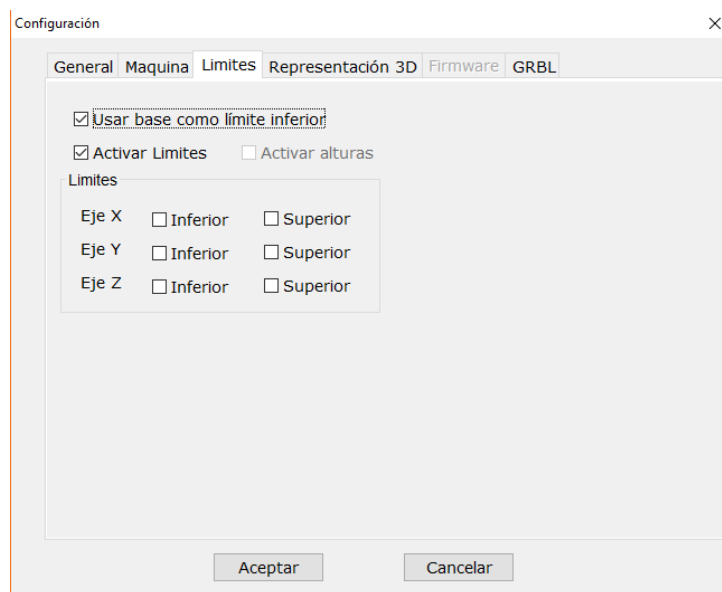 Configuración
General Maquina Limites Representación 3D Firmware GRBL
Usar base como límite inferior
Activar Limites Activar alturas
Limites
Eje X Inferior Superior
Eje Y Inferior Superior
Eje Z Inferior Superior
Aceptar Cancelar